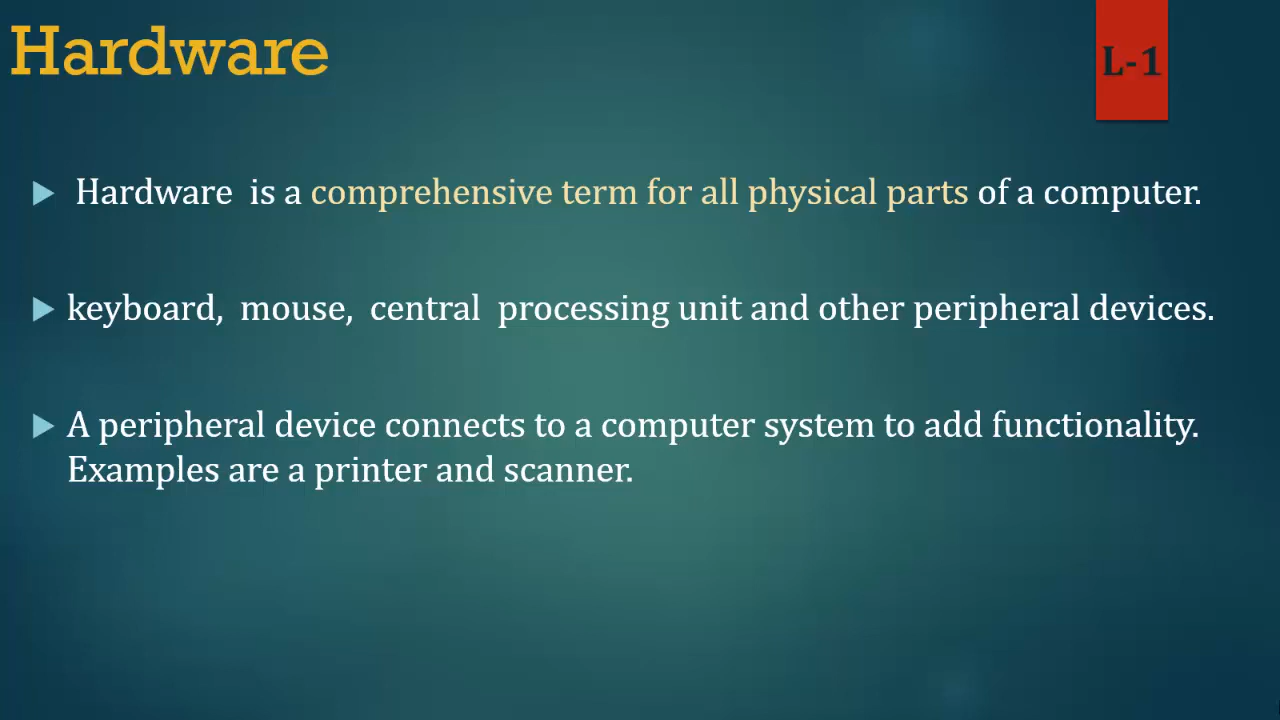 Hardware
L-1
Hardware is a comprehensive term for all physical parts of a computer.
keyboard, mouse, central processing unit and other peripheral devices.
A peripheral device connects to a computer system to add functionality.
Examples are a printer and scanner.